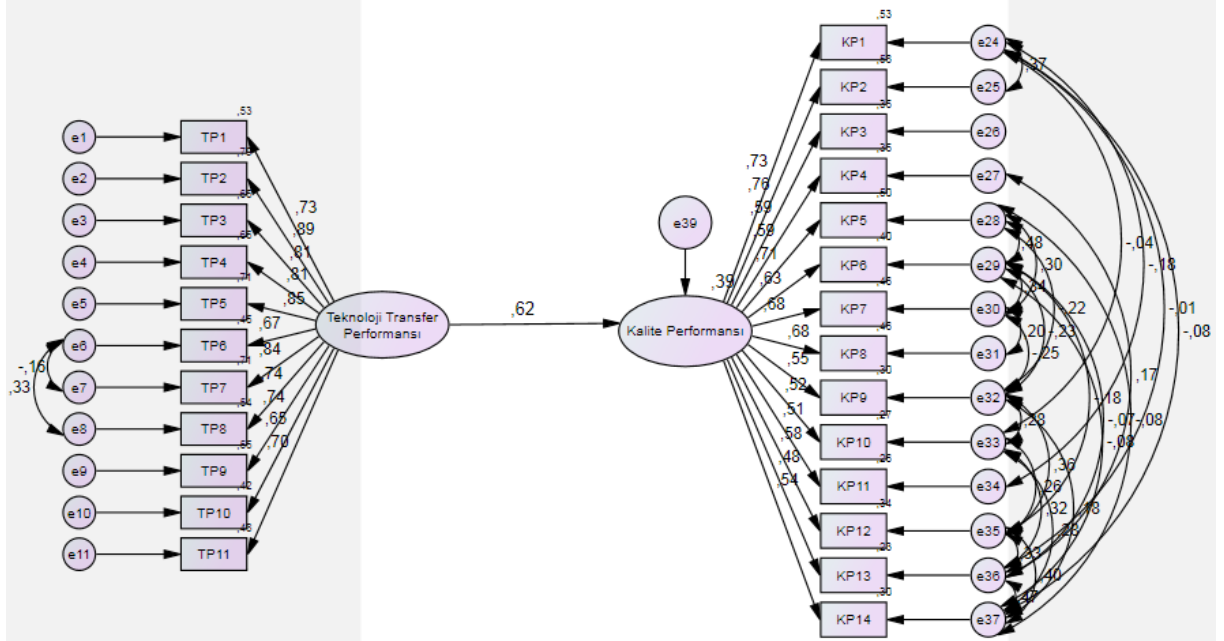 ,53
e1
TP1
e2
TP2
e3
TP3
e4
TP4
e5
TP5
e6
TP6
e7
TP7
e8
TP8
e9
TP9
e10
TP10
e11
TP11
-,16
,33
,73
,89
,81
,81
,85
,67
,84
,74
,74
,65
,70
,71
,71
,54
Teknoloji Transfer
Performansı
,62
e39
,39
Kalite Performansı
,73
,76
,59
,59
,71
,63
,68
,68
,55
,52
,51
,58
,48
,54
,53
KP1
e24
KP2
e25
KP3
e26
KP4
e27
KP5
e28
KP6
e29
KP7
e30
KP8
e31
KP9
e32
KP10
e33
KP11
e34
KP12
e35
KP13
e36
KP14
e37
,37
-,04
-,18
-,01
-,08
,48
,30
,22
,20
-,23
-,25
,17
-,18
-,07
-,08
-,08
,28
,36
,26
,32
,18
,40